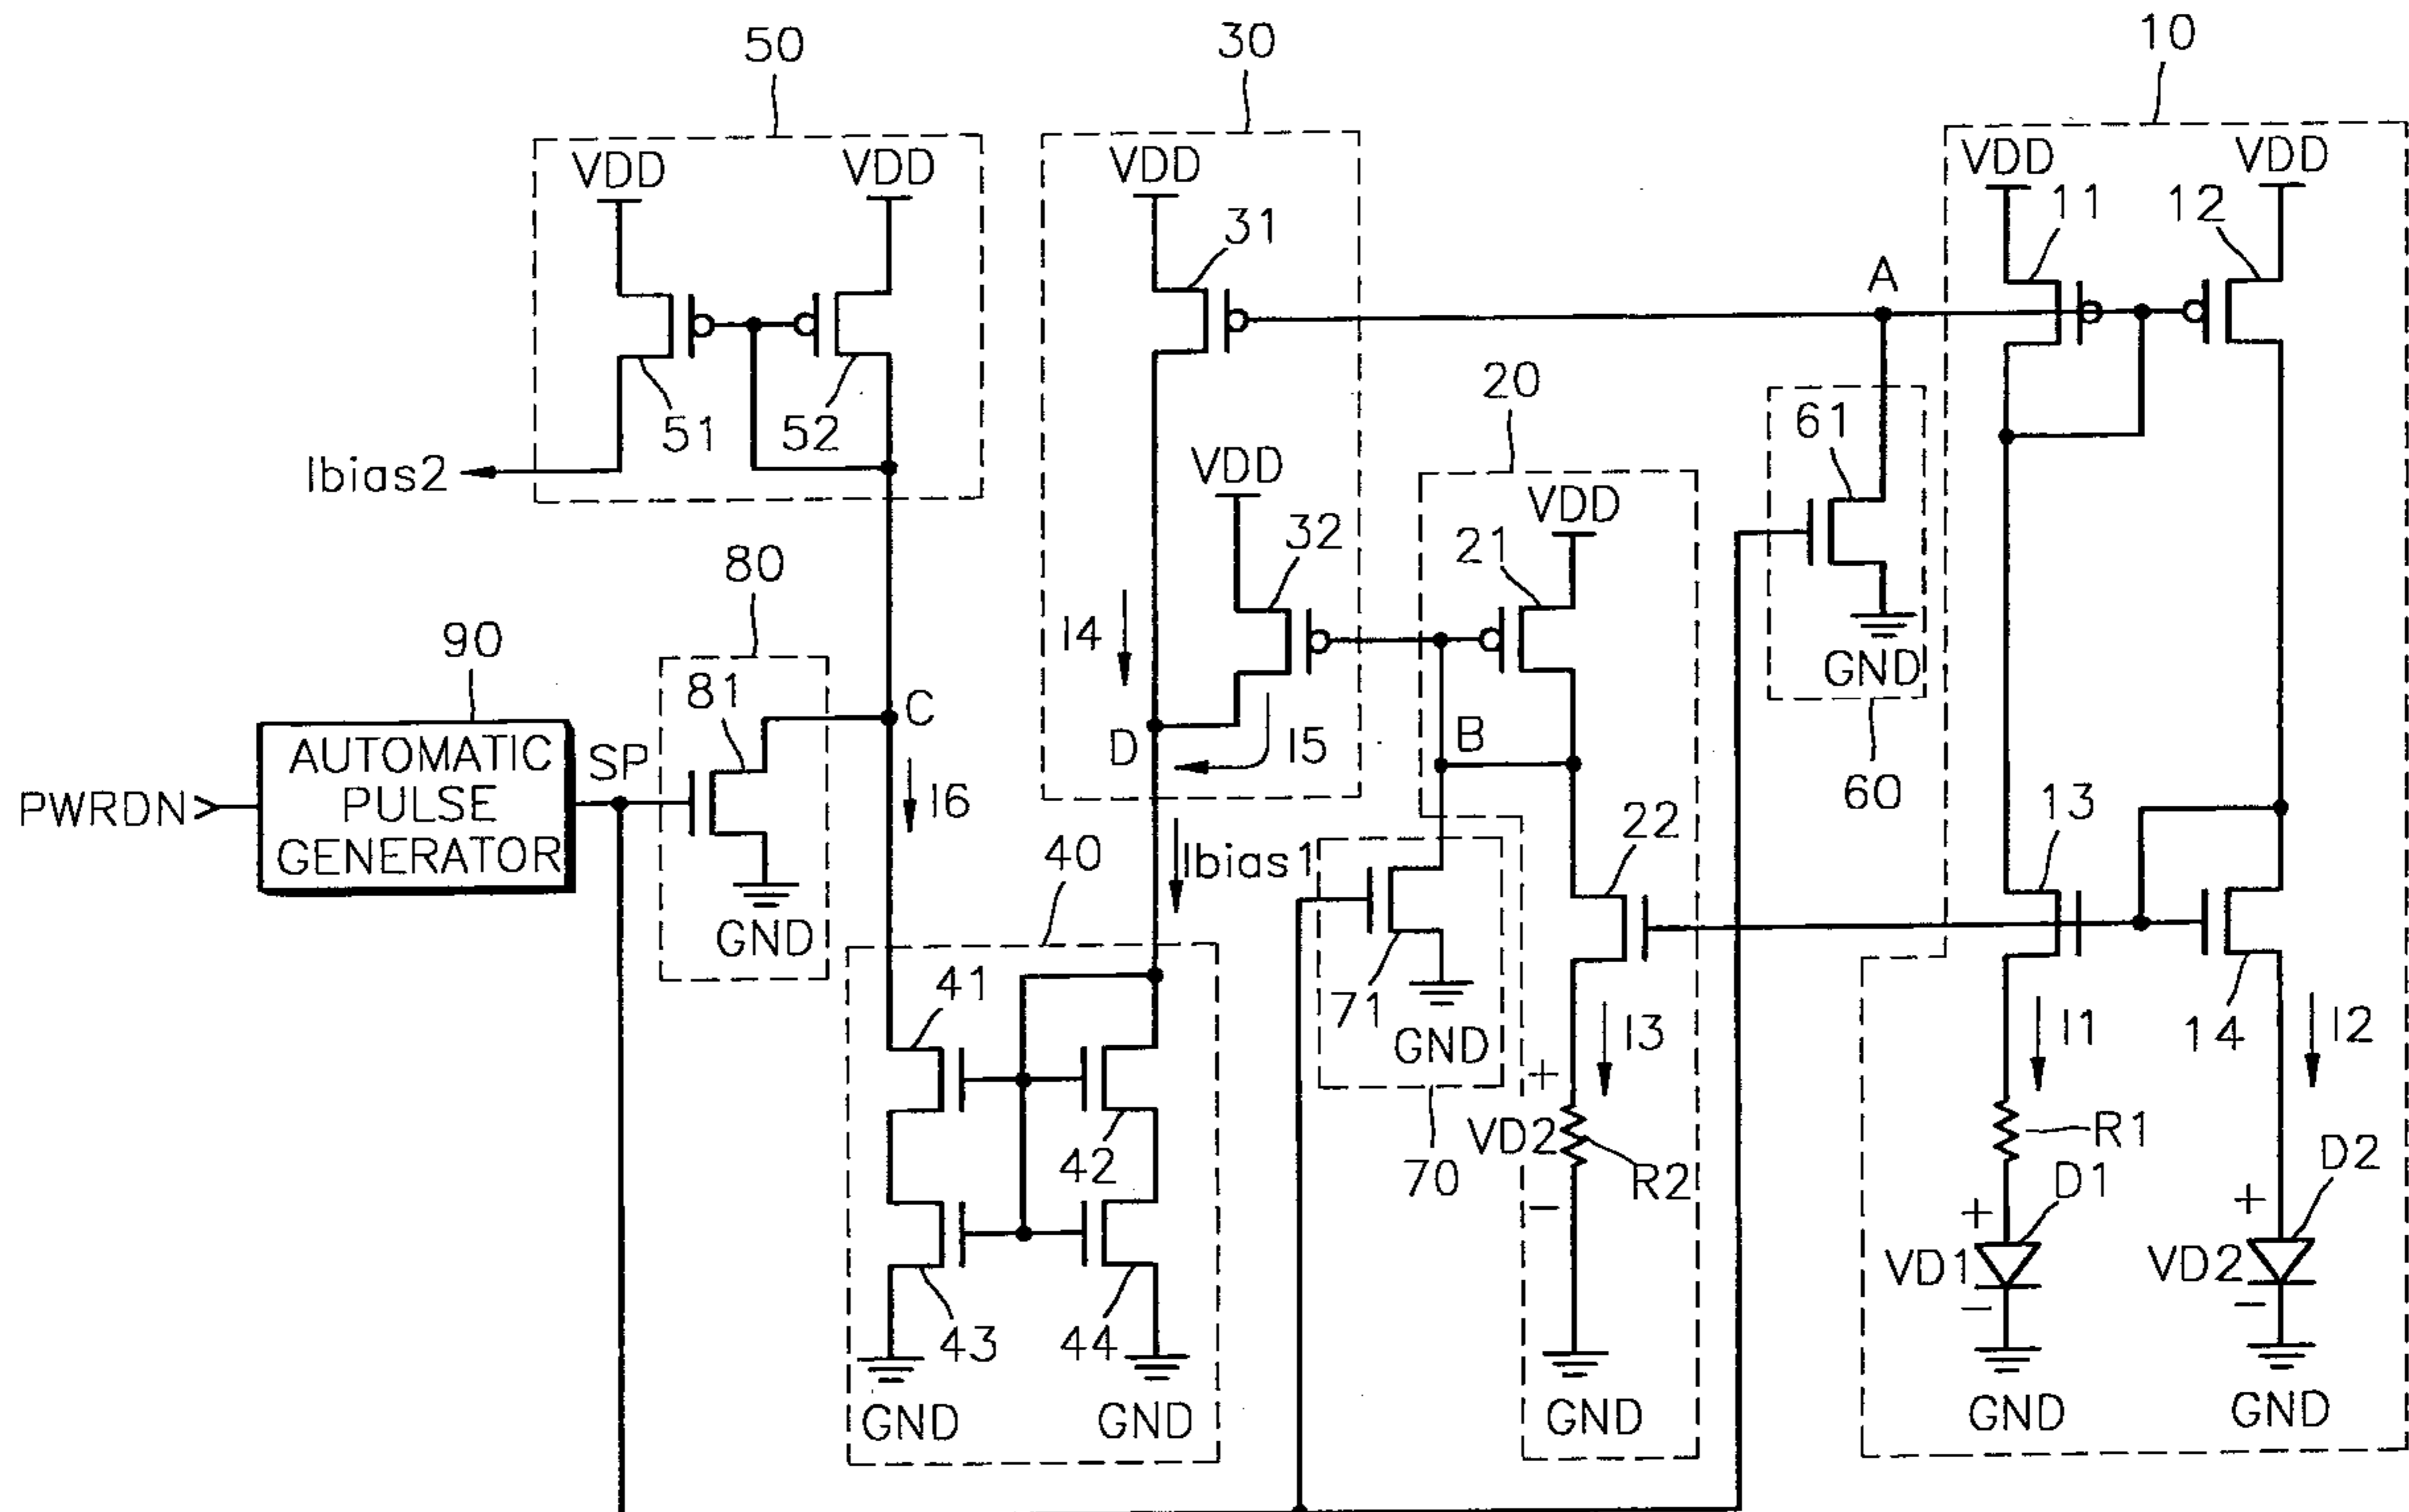 50
30
10
VDD
VDD
VDD
VDD
VDD
31
11
12
A
20
51
52
61
Ibias2
VDD
VDD
32
21
80
I4
GND
90
81
C
D
I5
B
60
AUTOMATIC
PULSE
GENERATOR
SP
PWRDN
I6
22
13
40
Ibias1
GND
41
71
GND
I3
I1
14
I2
+
VD2
R1
42
70
R2
D1
D2
−
+
+
VD1
VD2
−
−
43
44
GND
GND
GND
GND
GND